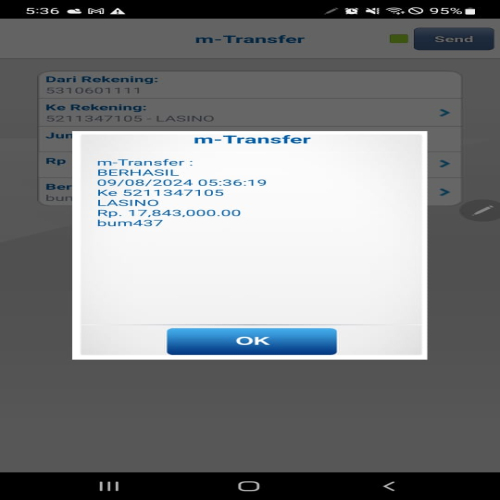 5:36
95%
m-Transfer
Send
Dari Rekening:
5310601111
Ke Rekening:
5211347105 - LASINO
Jum
Rp
Ber
bum
m-Transfer
m-Transfer :
BERHASIL
09/08/2024 05:36:19
Ke 5211347105
LASINO
Rp. 17,843,000.00
bum437
OK